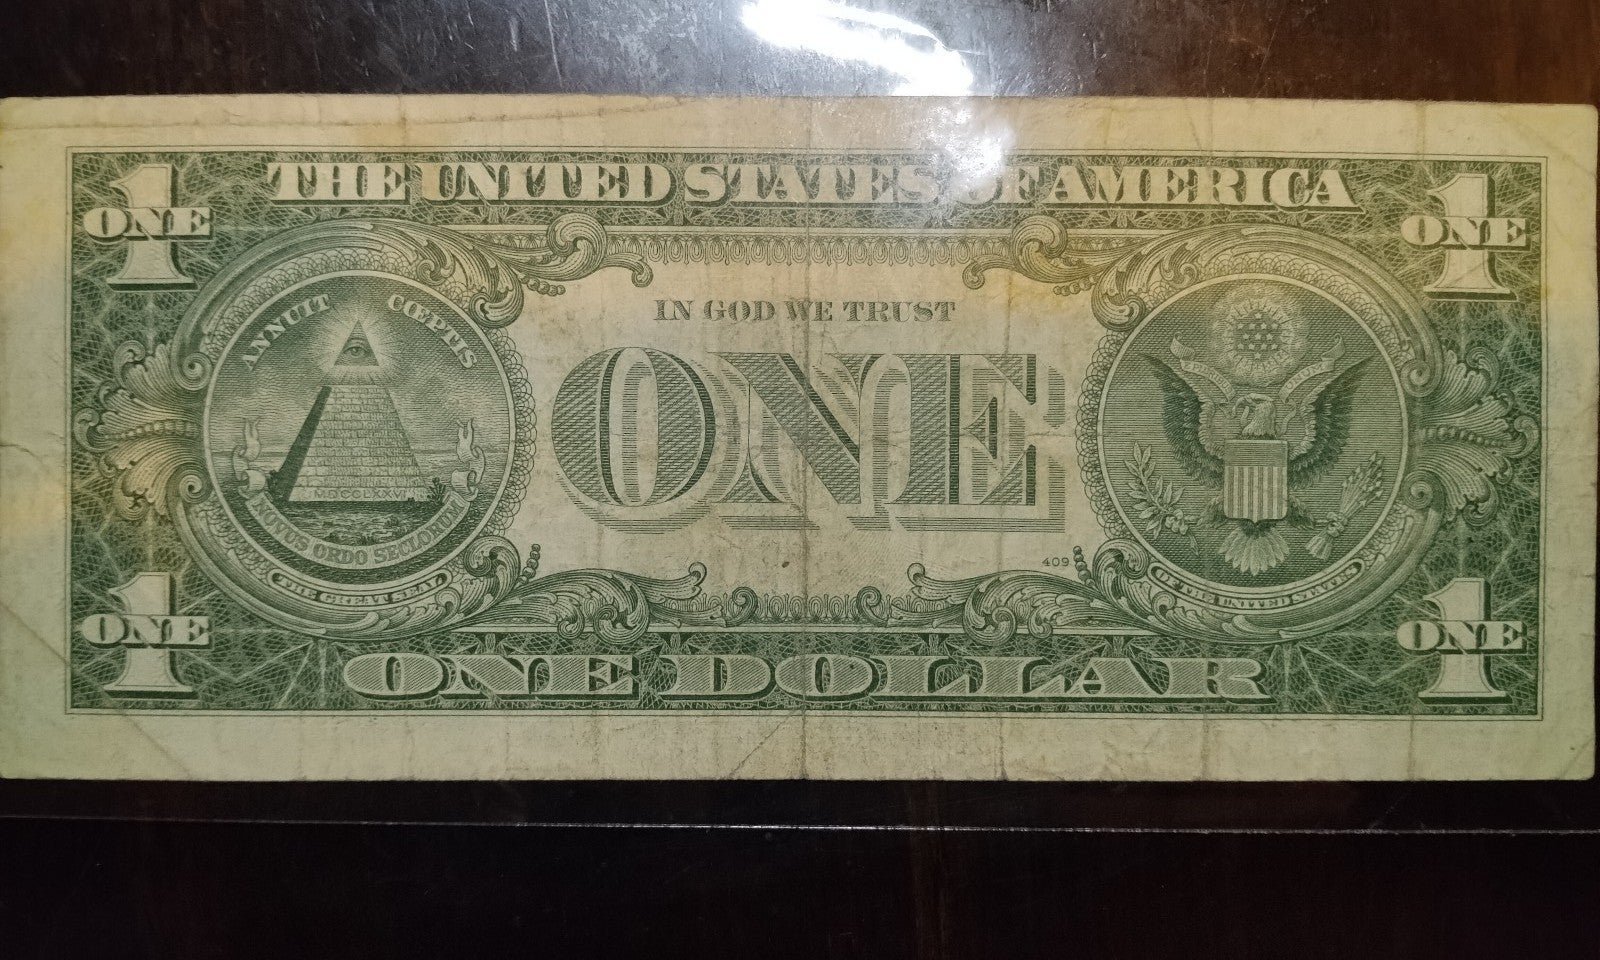 THE UNITED STATES OF AMERICA
1
ONE
1
ONE
ANNUIT CŒPTIS
IN GOD WE TRUST
ONE
MDCCLXXVI
NOVUS ORDO SECLORUM
THE GREAT SEAL
409
OF THE UNITED STATES
1
ONE
1
ONE
ONE DOLLAR